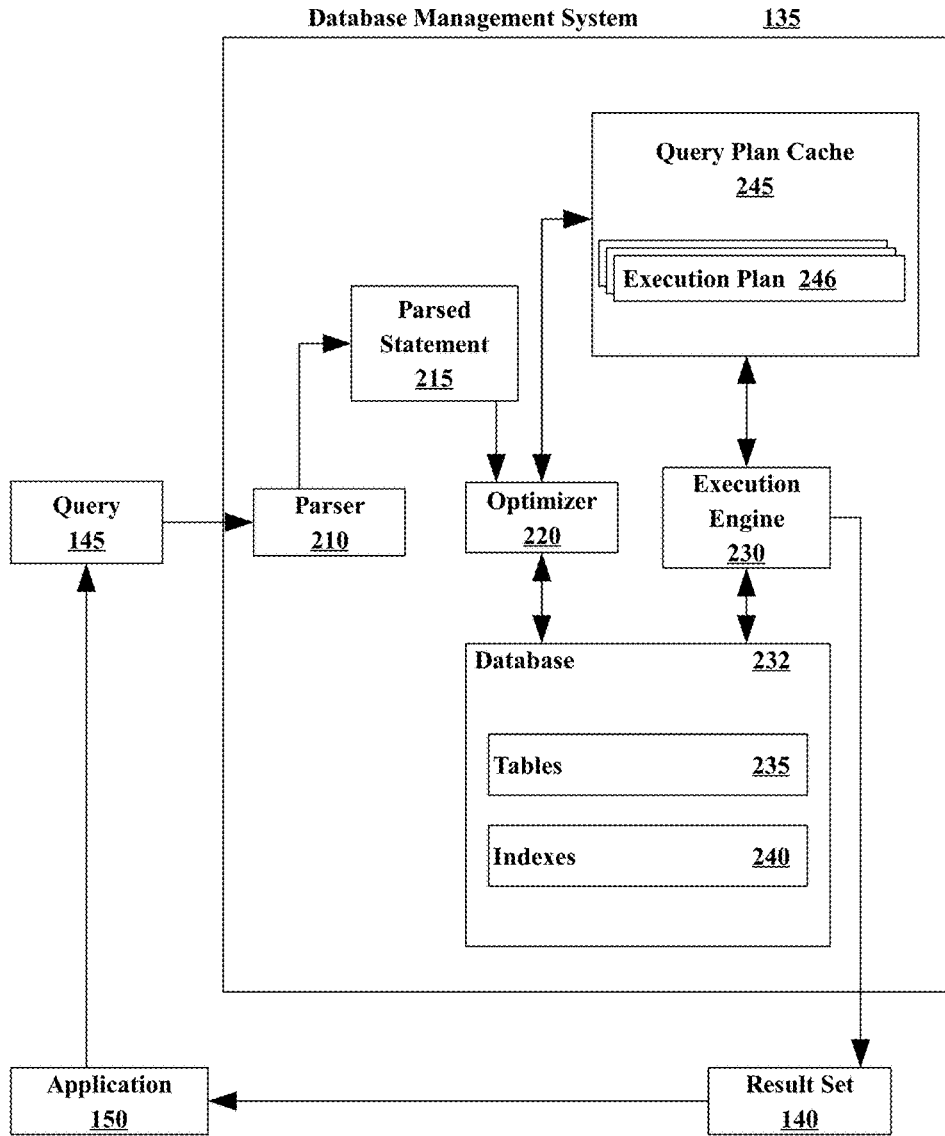 Database Management System 135
Query Plan Cache
245
Execution Plan 246
Parsed
Statement
215
Query
145
Parser
210
Optimizer
220
Execution
Engine
230
Database 232
Tables 235
Indexes 240
Application
150
Result Set
140